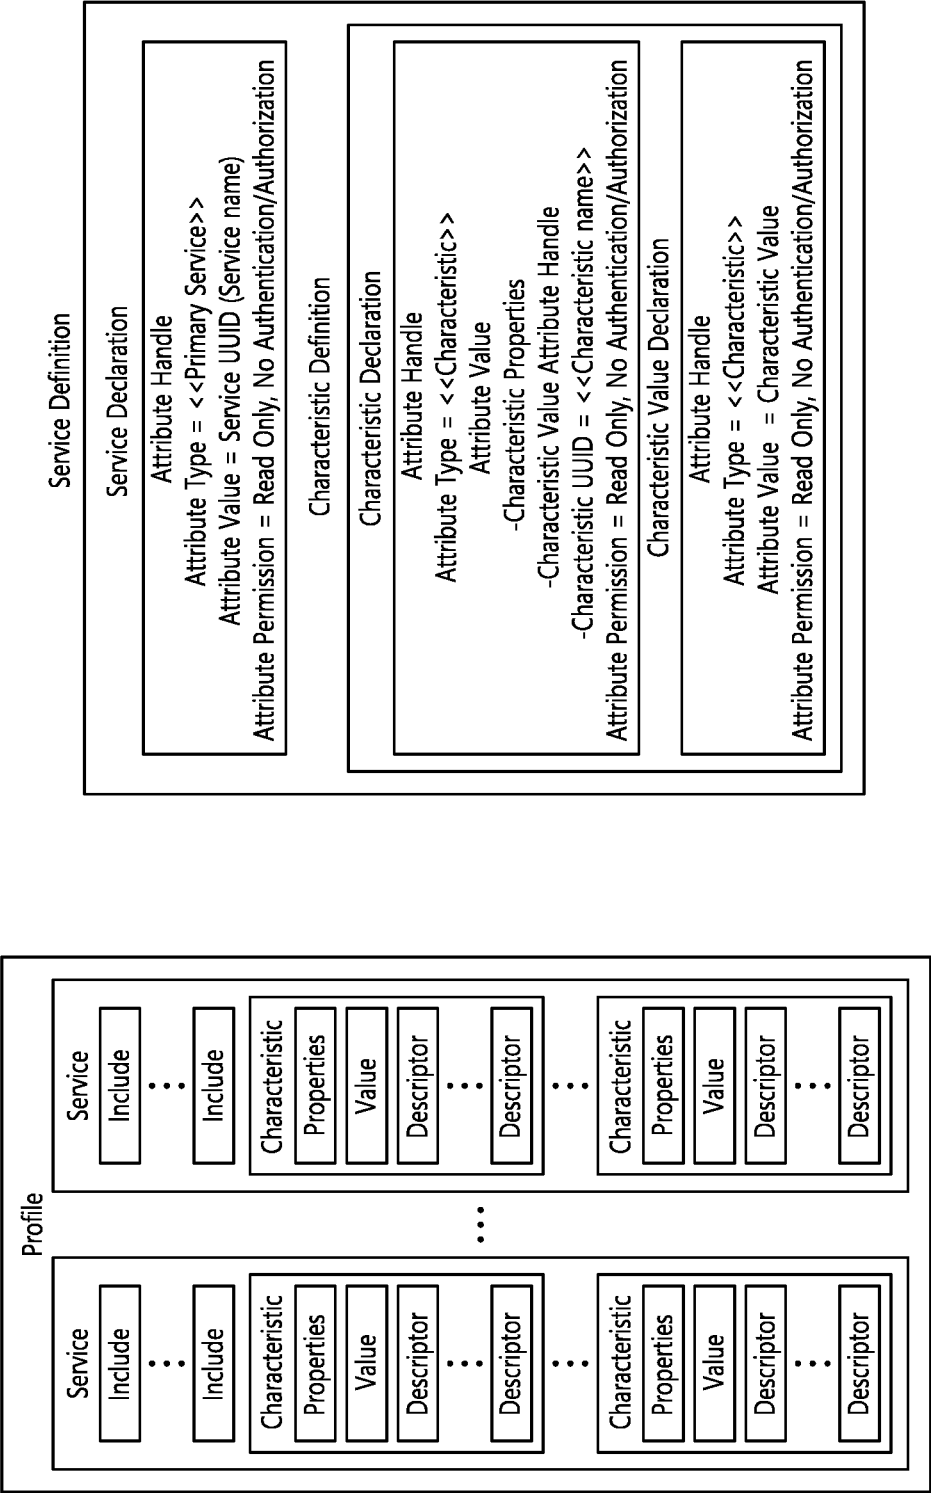 Profile
Service
Include
Include
Characteristic
Properties
Value
Descriptor
Descriptor
Characteristic
Properties
Value
Descriptor
Descriptor
Service
Include
Include
Characteristic
Properties
Value
Descriptor
Descriptor
Characteristic
Properties
Value
Descriptor
Descriptor
Service Definition
Service Declaration
Attribute Handle
Attribute Type = <<Primary Service>>
Attribute Value = Service UUID (Service name)
Attribute Permission = Read Only, No Authentication/Authorization
Characteristic Definition
Characteristic Declaration
Attribute Handle
Attribute Type = <<Characteristic>>
Attribute Value
-Characteristic Properties
-Characteristic Value Attribute Handle
-Characteristic UUID = <<Characteristic name>>
Attribute Permission = Read Only, No Authentication/Authorization
Characteristic Value Declaration
Attribute Handle
Attribute Type = <<Characteristic>>
Attribute Value = Characteristic Value
Attribute Permission = Read Only, No Authentication/Authorization